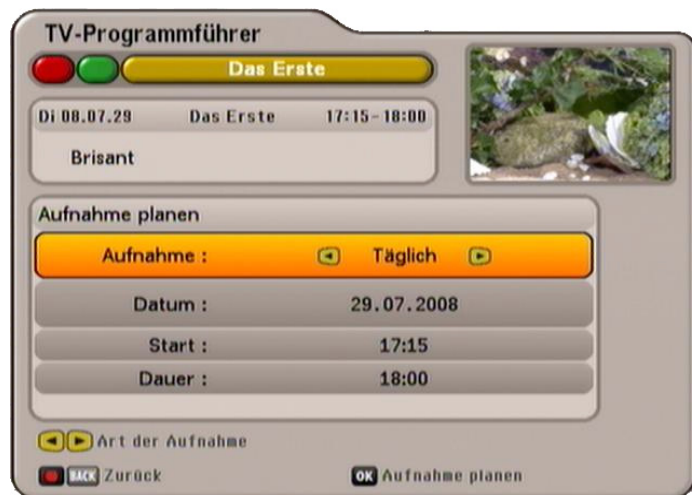 TV-Programmführer
Das Erste
Di 08.07.29 Das Erste 17:15-18:00
Brisant
Aufnahme planen
Aufnahme : Täglich
Datum : 29.07.2008
Start : 17:15
Dauer : 18:00
Art der Aufnahme
BACK Zurück OK Aufnahme planen